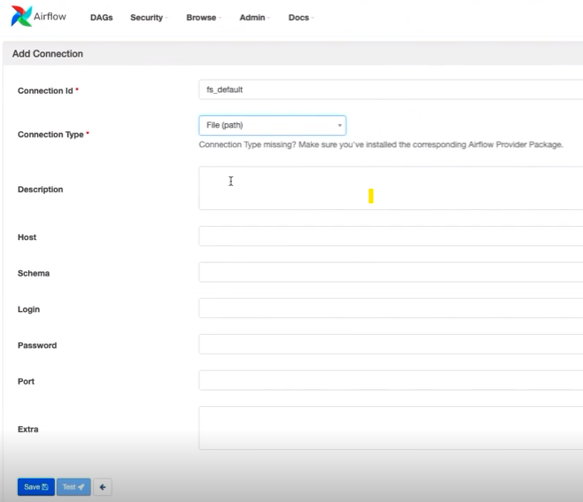 Airflow DAGs Security Browse Admin Docs
Add Connection
Connection Id * fs_default
Connection Type * File (path)
Connection Type missing? Make sure you've installed the corresponding Airflow Provider Package.
Description
Host
Schema
Login
Password
Port
Extra
Save Test